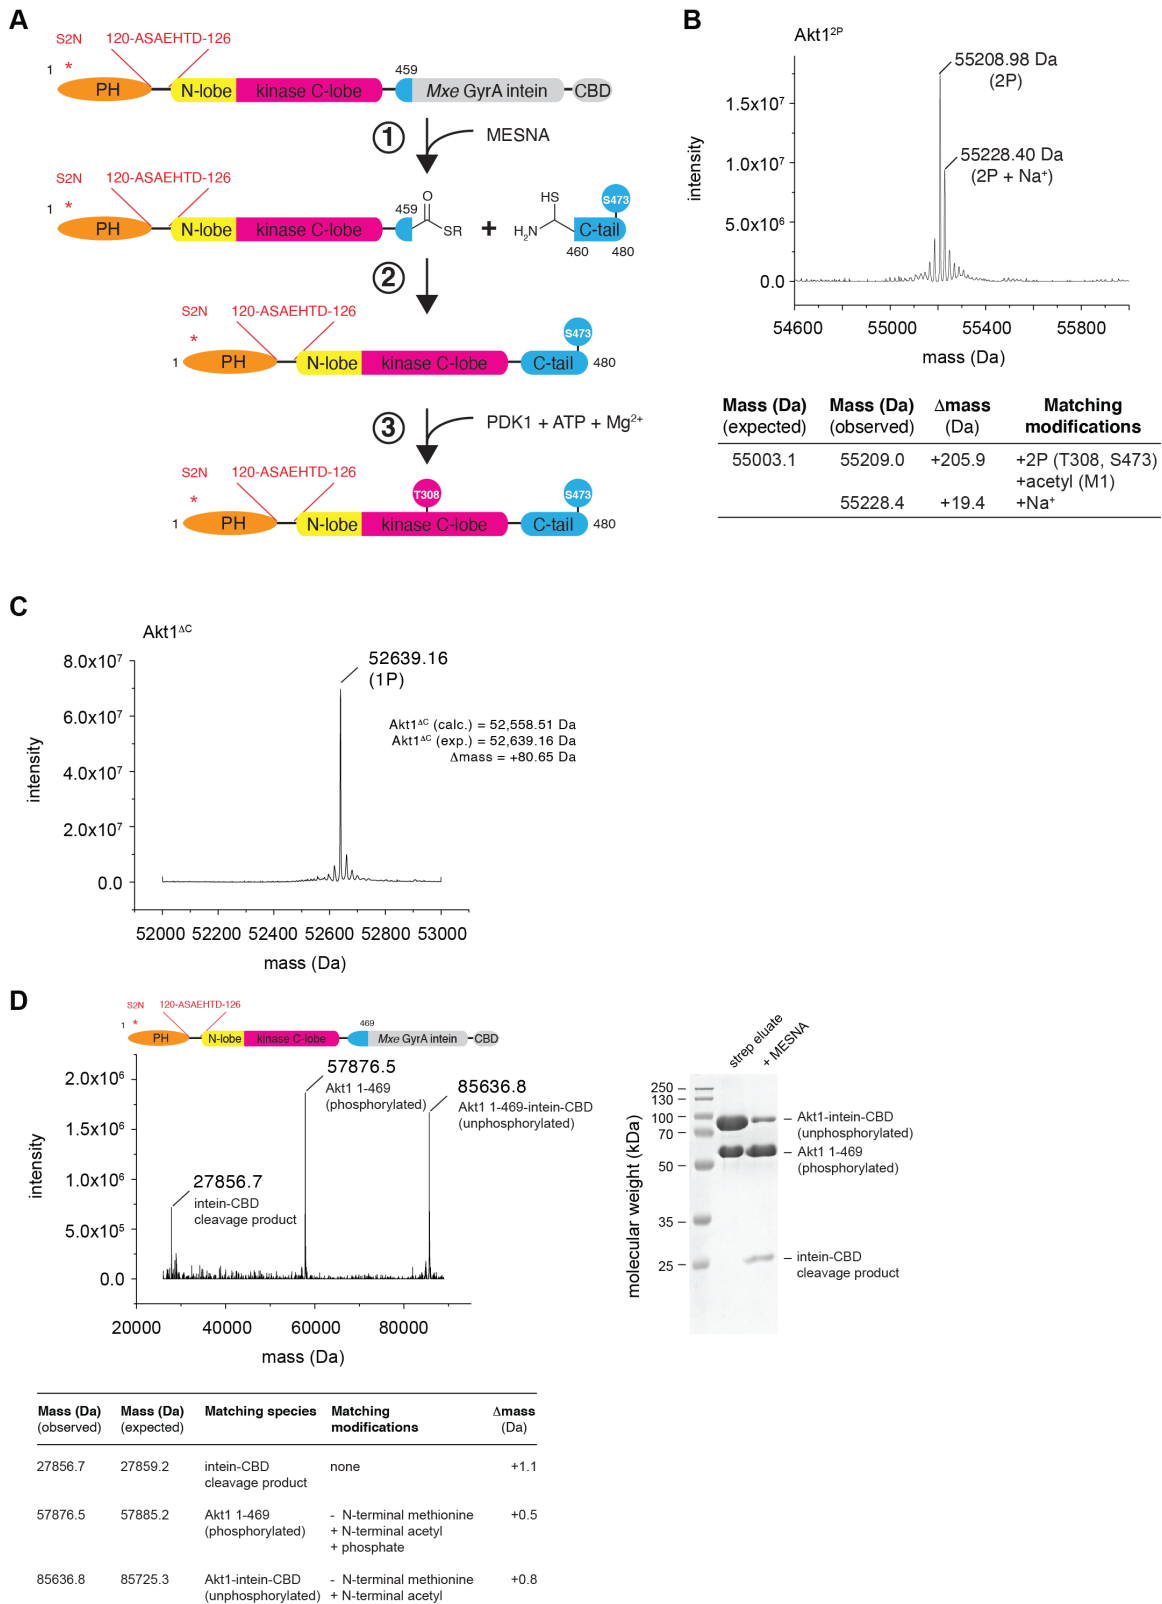 A
S2N 120-ASAEHTD-126
1 * 459
PH N-lobe kinase C-lobe Mxe GyrA intein CBD
1 MESNA
S2N 120-ASAEHTD-126
1 * 459 O HS S473
PH N-lobe kinase C-lobe SR + H2N C-tail
460 480
2
S2N 120-ASAEHTD-126
* S473
1 PH N-lobe kinase C-lobe C-tail 480
3 PDK1 + ATP + Mg2+
S2N 120-ASAEHTD-126
* T308 S473
1 PH N-lobe kinase C-lobe C-tail 480
B
Akt12P
55208.98 Da
(2P)
55228.40 Da
(2P + Na+)
intensity
1.5x10⁷
1.0x10⁷
5.0x10⁶
0.0
54600 55000 55400 55800
mass (Da)
Mass (Da) Mass (Da) Δmass Matching
(expected) (observed) (Da) modifications
55003.1 55209.0 +205.9 +2P (T308, S473)
+acetyl (M1)
55228.4 +19.4 +Na+
C
Akt1ΔC
52639.16
(1P)
Akt1ΔC (calc.) = 52,558.51 Da
Akt1ΔC (exp.) = 52,639.16 Da
Δmass = +80.65 Da
intensity
8.0x10⁷
6.0x10⁷
4.0x10⁷
2.0x10⁷
0.0
52000 52200 52400 52600 52800 53000
mass (Da)
D
S2N 120-ASAEHTD-126
1 * 469
PH N-lobe kinase C-lobe Mxe GyrA intein CBD
57876.5
Akt1 1-469
(phosphorylated)
85636.8
Akt1 1-469-intein-CBD
(unphosphorylated)
27856.7
intein-CBD
cleavage product
intensity
2.0x10⁶
1.5x10⁶
1.0x10⁶
5.0x10⁵
0.0
20000 40000 60000 80000
mass (Da)
strep eluate
+ MESNA
molecular weight (kDa)
250
130
100
70
50
35
25
Akt1-intein-CBD
(unphosphorylated)
Akt1 1-469
(phosphorylated)
intein-CBD
cleavage product
Mass (Da) Mass (Da) Matching species Matching Δmass
(observed) (expected) modifications (Da)
27856.7 27859.2 intein-CBD none +1.1
cleavage product
57876.5 57885.2 Akt1 1-469 - N-terminal methionine +0.5
(phosphorylated) + N-terminal acetyl
+ phosphate
85636.8 85725.3 Akt1-intein-CBD - N-terminal methionine +0.8
(unphosphorylated) + N-terminal acetyl